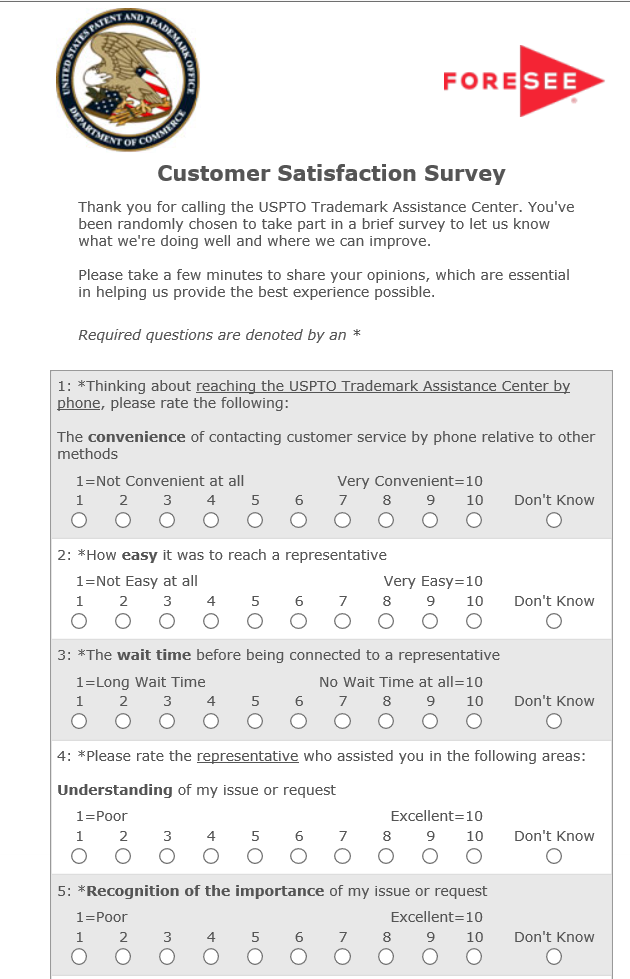 UNITED STATES PATENT AND TRADEMARK OFFICE
DEPARTMENT OF COMMERCE
FORESEE
Customer Satisfaction Survey
Thank you for calling the USPTO Trademark Assistance Center. You've
been randomly chosen to take part in a brief survey to let us know
what we're doing well and where we can improve.
Please take a few minutes to share your opinions, which are essential
in helping us provide the best experience possible.
Required questions are denoted by an *
1: *Thinking about reaching the USPTO Trademark Assistance Center by
phone, please rate the following:
The convenience of contacting customer service by phone relative to other
methods
1=Not Convenient at all Very Convenient=10
1 2 3 4 5 6 7 8 9 10 Don't Know
2: *How easy it was to reach a representative
1=Not Easy at all Very Easy=10
1 2 3 4 5 6 7 8 9 10 Don't Know
3: *The wait time before being connected to a representative
1=Long Wait Time No Wait Time at all=10
1 2 3 4 5 6 7 8 9 10 Don't Know
4: *Please rate the representative who assisted you in the following areas:
Understanding of my issue or request
1=Poor Excellent=10
1 2 3 4 5 6 7 8 9 10 Don't Know
5: *Recognition of the importance of my issue or request
1=Poor Excellent=10
1 2 3 4 5 6 7 8 9 10 Don't Know